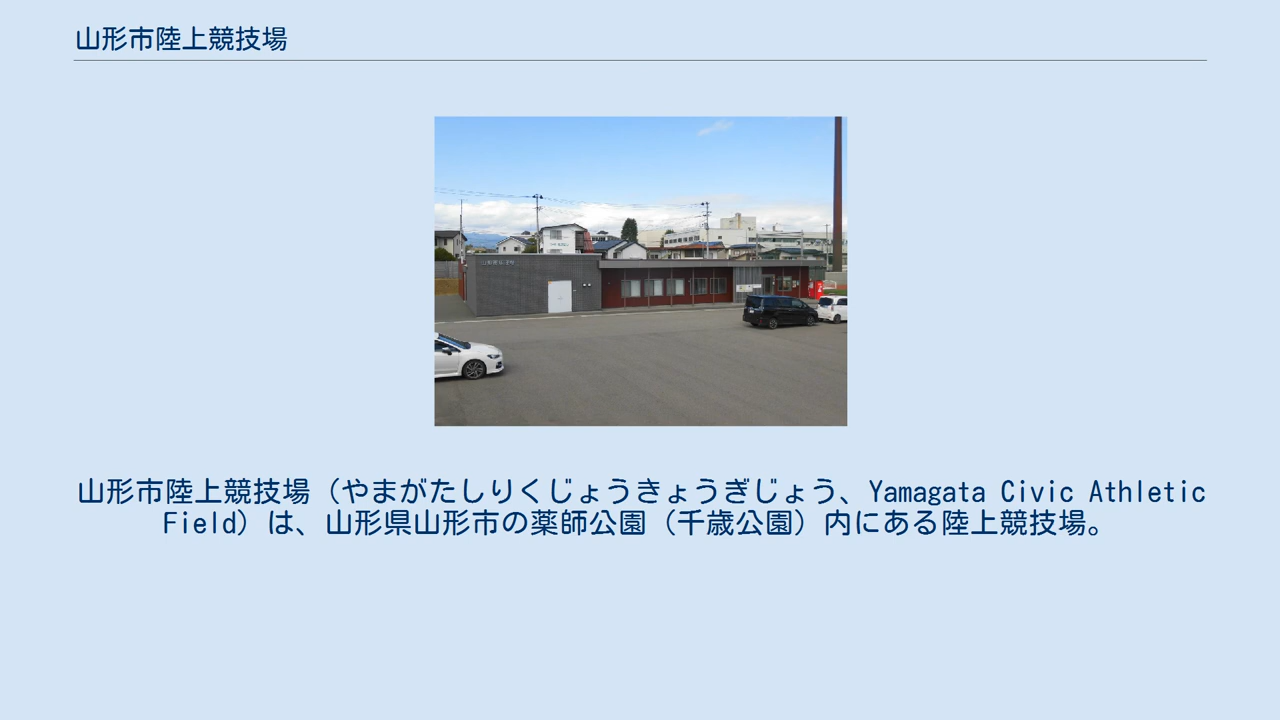 山形市陸上競技場
山形市陸上競技場（やまがたしりくじょうきょうぎじょう、Yamagata Civic Athletic
Field）は、山形県山形市の薬師公園（千歳公園）内にある陸上競技場。